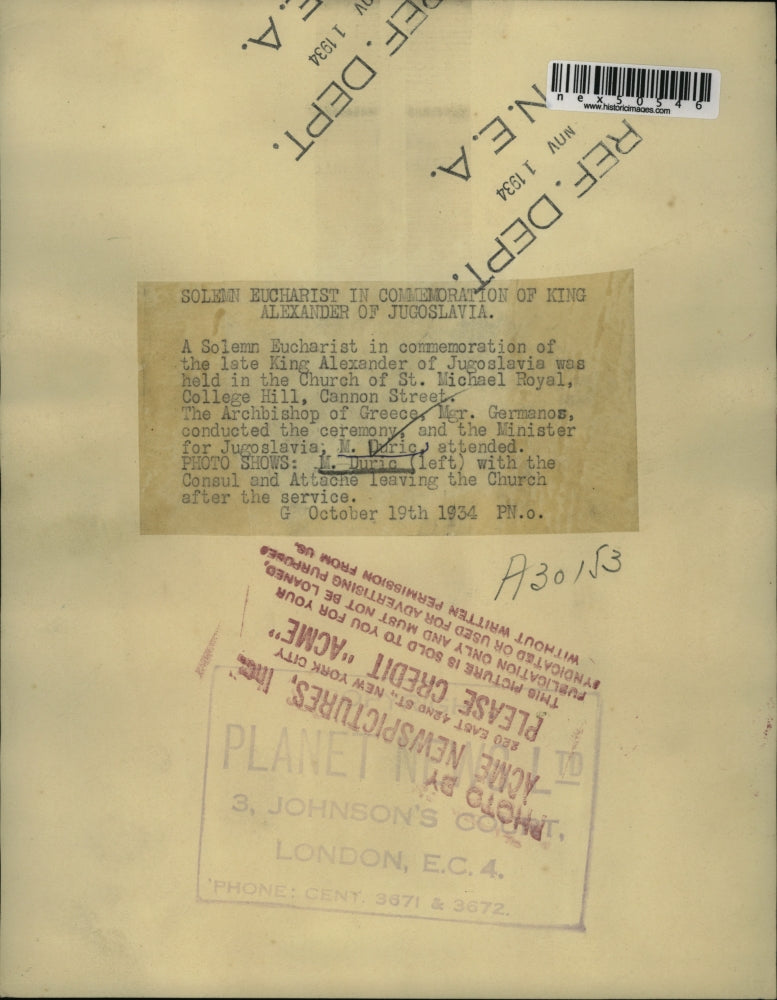 N.E.A.
NOV 1 1934
REF. DEPT.
N.E.A.
NOV 1 1934
REF. DEPT.
nex50546
www.historicimages.com
SOLEMN EUCHARIST IN COMMEMORATION OF KING
ALEXANDER OF JUGOSLAVIA.
A Solemn Eucharist in commemoration of
the late King Alexander of Jugoslavia was
held in the Church of St. Michael Royal,
College Hill, Cannon Street.
The Archbishop of Greece, Mgr. Germanos,
conducted the ceremony, and the Minister
for Jugoslavia, M. Duric, attended.
PHOTO SHOWS: M. Duric (left) with the
Consul and Attache leaving the Church
after the service.
G October 19th 1934 PN.o.
A30153
PHOTO BY
ACME NEWSPICTURES, Inc.
220 EAST 42ND ST., NEW YORK CITY
PLEASE CREDIT "ACME"
THIS PICTURE IS SOLD TO YOU FOR YOUR
PUBLICATION ONLY AND MUST NOT BE LOANED,
SYNDICATED OR USED FOR ADVERTISING PURPOSES
WITHOUT WRITTEN PERMISSION FROM US.
PLANET NEWS LTD
3, JOHNSON'S COURT,
LONDON, E.C.4.
'PHONE: CENT. 3671 & 3672.